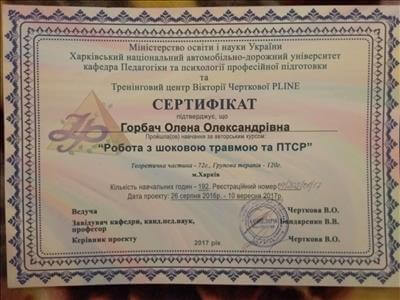 Міністерство освіти і науки України
Харківський національний автомобільно-дорожній університет
кафедра Педагогіки та психології професійної підготовки
та
Тренінговий центр Вікторії Черткової PLINE
СЕРТИФІКАТ
підтверджує, що
Горбач Олена Олександрівна
Пройшла(ов) навчання за авторським курсом:
"Робота з шоковою травмою та ПТСР"
Теоретична частина - 72г., Групова терапія - 120г.
м.Харків
Кількість навчальних годин - 192. Реєстраційний номер
Дата проекту: 26 серпня 2016р. - 10 вересня 2017р.
Ведуча Черткова В.О.
Завідувач кафедри, канд.пед.наук, Бондаренко В.В.
професор
Керівник проекту 2017 рік Черткова В.О.